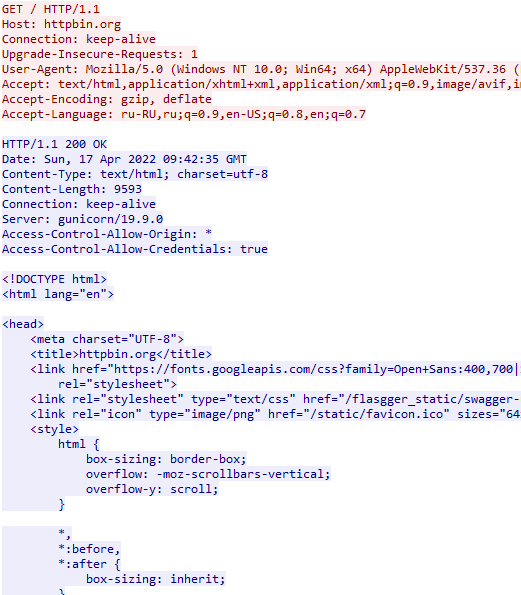 GET / HTTP/1.1
Host: httpbin.org
Connection: keep-alive
Upgrade-Insecure-Requests: 1
User-Agent: Mozilla/5.0 (Windows NT 10.0; Win64; x64) AppleWebKit/537.36 (
Accept: text/html,application/xhtml+xml,application/xml;q=0.9,image/avif,i
Accept-Encoding: gzip, deflate
Accept-Language: ru-RU,ru;q=0.9,en-US;q=0.8,en;q=0.7
HTTP/1.1 200 OK
Date: Sun, 17 Apr 2022 09:42:35 GMT
Content-Type: text/html; charset=utf-8
Content-Length: 9593
Connection: keep-alive
Server: gunicorn/19.9.0
Access-Control-Allow-Origin: *
Access-Control-Allow-Credentials: true
<!DOCTYPE html>
<html lang="en">
<head>
    <meta charset="UTF-8">
    <title>httpbin.org</title>
    <link href="https://fonts.googleapis.com/css?family=Open+Sans:400,700|
        rel="stylesheet">
    <link rel="stylesheet" type="text/css" href="/flasgger_static/swagger-
    <link rel="icon" type="image/png" href="/static/favicon.ico" sizes="64
    <style>
        html {
            box-sizing: border-box;
            overflow: -moz-scrollbars-vertical;
            overflow-y: scroll;
        }
        *,
        *:before,
        *:after {
            box-sizing: inherit;
        }